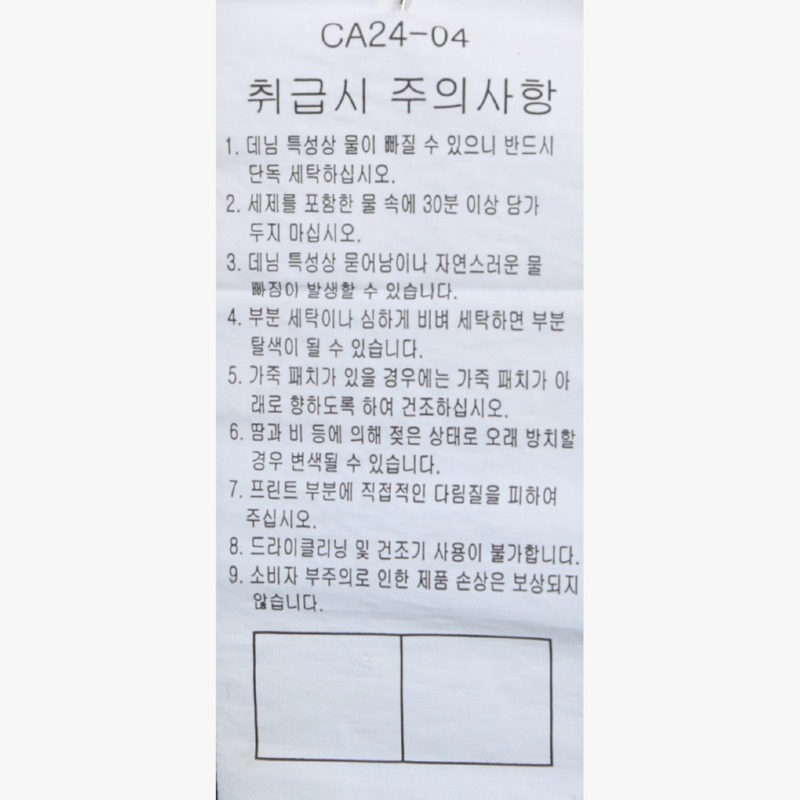 CA24-04
취급시 주의사항
1. 데님 특성상 물이 빠질 수 있으니 반드시
단독 세탁하십시오.
2. 세제를 포함한 물 속에 30분 이상 담가
두지 마십시오.
3. 데님 특성상 묻어남이나 자연스러운 물
빠짐이 발생할 수 있습니다.
4. 부분 세탁이나 심하게 비벼 세탁하면 부분
탈색이 될 수 있습니다.
5. 가죽 패치가 있을 경우에는 가죽 패치가 아
래로 향하도록 하여 건조하십시오.
6. 땀과 비 등에 의해 젖은 상태로 오래 방치할
경우 변색될 수 있습니다.
7. 프린트 부분에 직접적인 다림질을 피하여
주십시오.
8. 드라이클리닝 및 건조기 사용이 불가합니다.
9. 소비자 부주의로 인한 제품 손상은 보상되지
않습니다.